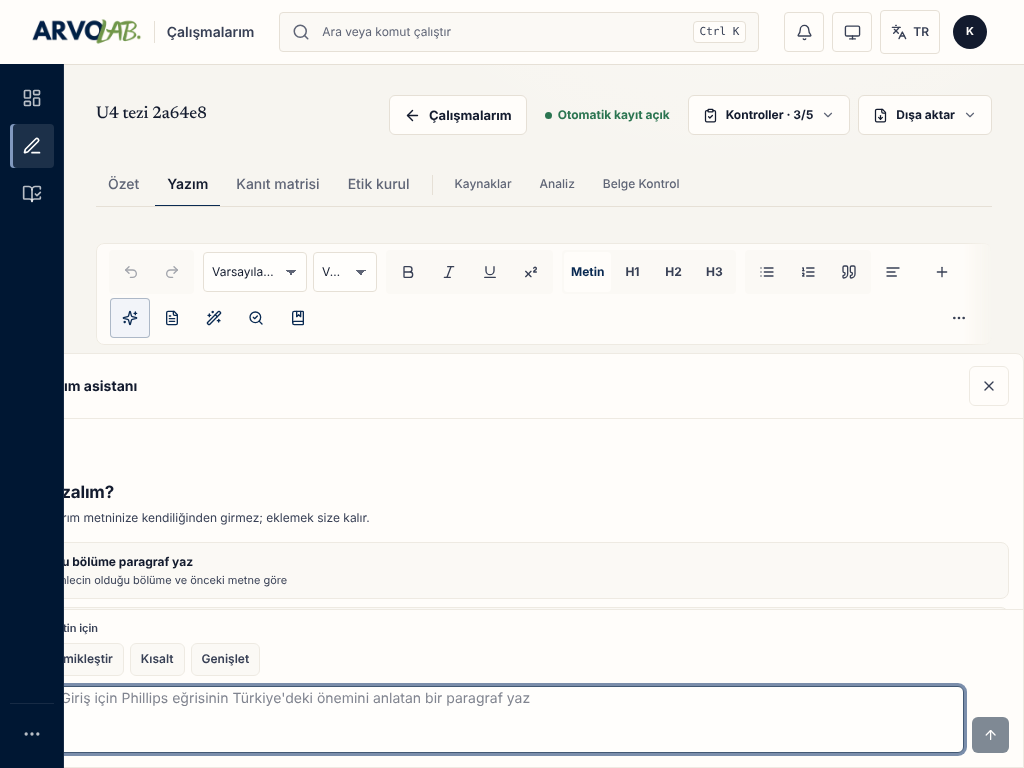 ARVOLAB.
Çalışmalarım
Ara veya komut çalıştır
Ctrl K
TR
K
U4 tezi 2a64e8
Çalışmalarım
Otomatik kayıt açık
Kontroller · 3/5
Dışa aktar
Özet
Yazım
Kanıt matrisi
Etik kurul
Kaynaklar
Analiz
Belge Kontrol
Varsayıla...
V...
B I U x²
Metin
H1
H2
H3
ım asistanı
zalım?
rım metninize kendiliğinden girmez; eklemek size kalır.
u bölüme paragraf yaz
nlecin olduğu bölüme ve önceki metne göre
tin için
mikleştir
Kısalt
Genişlet
Giriş için Phillips eğrisinin Türkiye'deki önemini anlatan bir paragraf yaz